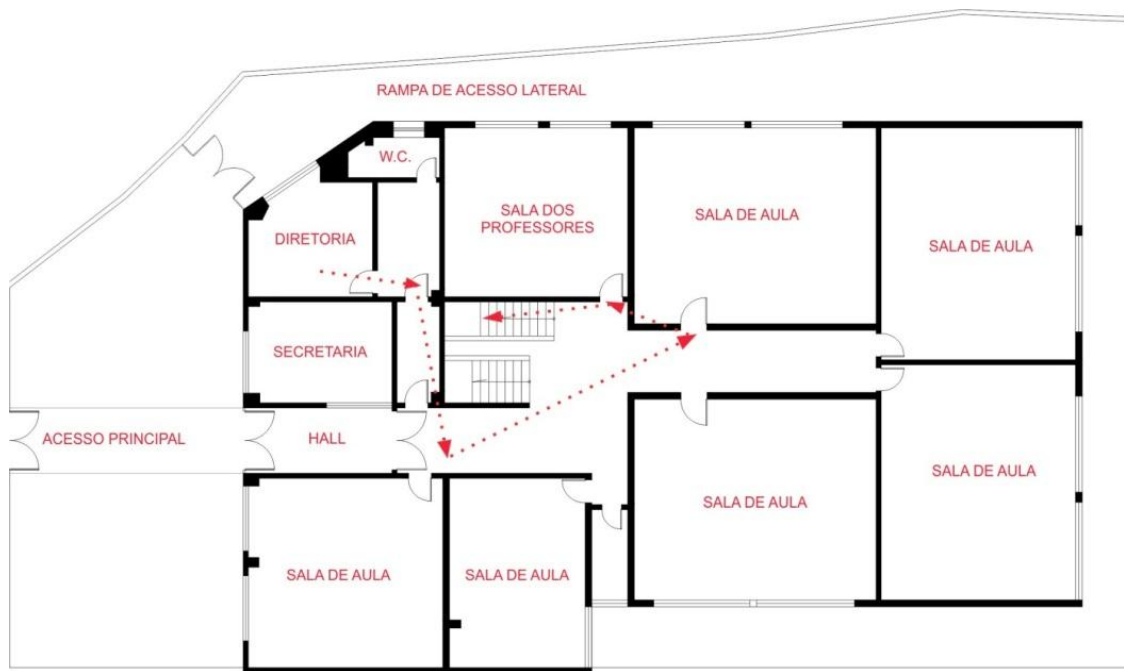 RAMPA DE ACESSO LATERAL
W.C.
SALA DOS
PROFESSORES
SALA DE AULA
DIRETORIA
SALA DE AULA
SECRETARIA
ACESSO PRINCIPAL
HALL
SALA DE AULA
SALA DE AULA
SALA DE AULA
SALA DE AULA